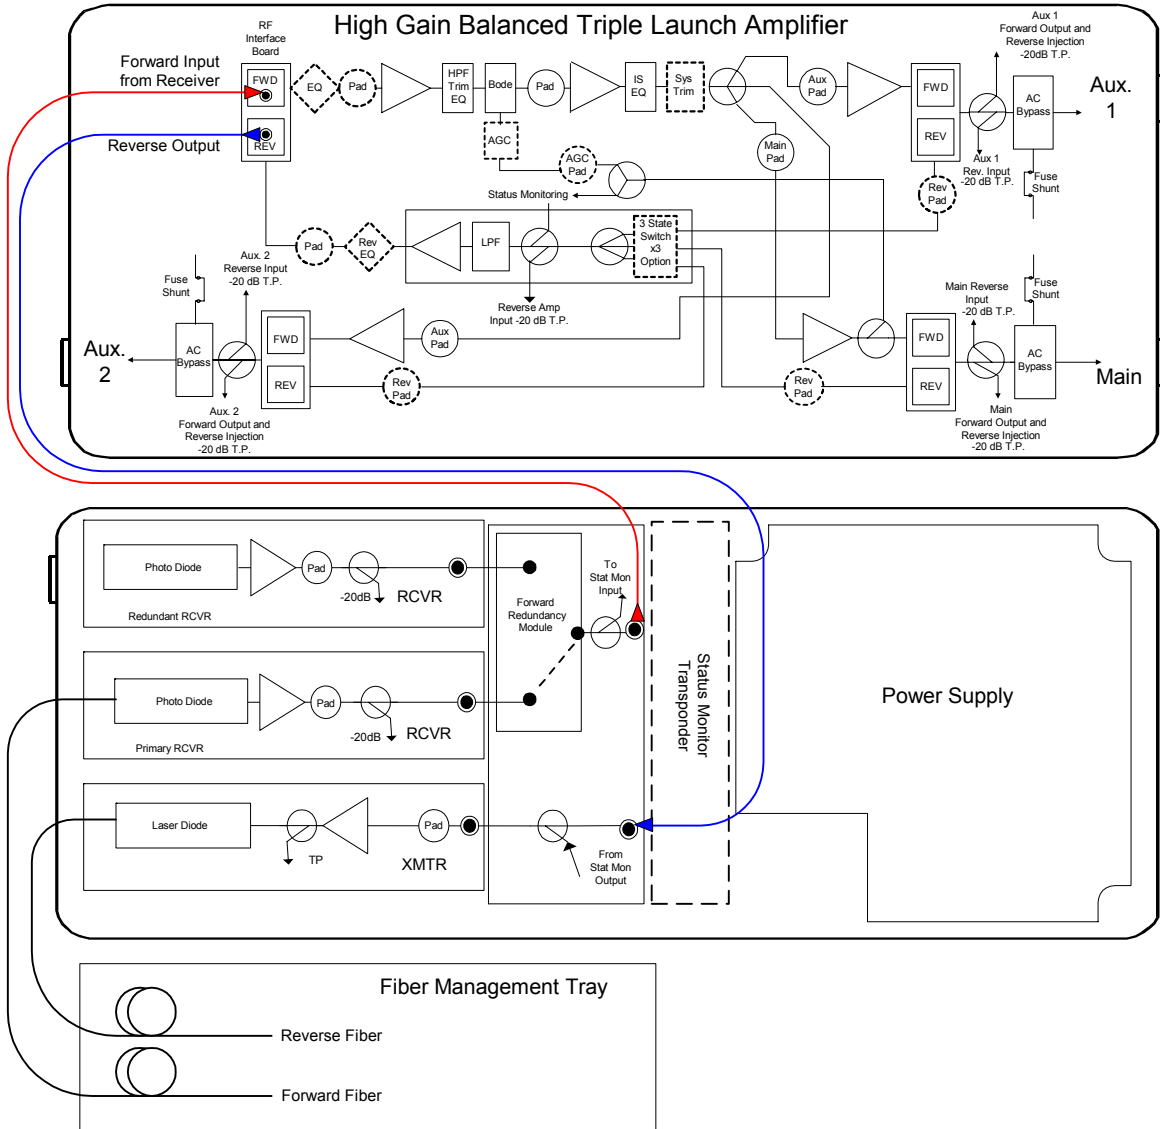 High Gain Balanced Triple Launch Amplifier
RF
Interface
Board
Forward Input
from Receiver
Reverse Output
FWD
REV
EQ
Pad
HPF
Trim
EQ
Bode
AGC
Pad
IS
EQ
Sys
Trim
Aux
Pad
Main
Pad
AGC
Pad
FWD
REV
Aux 1
Forward Output and
Reverse Injection
-20dB T.P.
AC
Bypass
Aux.
1
Aux 1
Rev. Input
-20 dB T.P.
Rev
Pad
Fuse
Shunt
Status Monitoring
Pad
Rev
EQ
LPF
3 State
Switch
x3
Option
Reverse Amp
Input -20 dB T.P.
Aux. 2
Reverse Input
-20 dB T.P.
Fuse
Shunt
Aux.
2
AC
Bypass
FWD
REV
Aux
Pad
Rev
Pad
Aux. 2
Forward Output and
Reverse Injection
-20 dB T.P.
Main Reverse
Input
-20 dB T.P.
Fuse
Shunt
Rev
Pad
FWD
REV
AC
Bypass
Main
Main
Forward Output and
Reverse Injection
-20 dB T.P.
Photo Diode
Pad
-20dB
RCVR
Redundant RCVR
Forward
Redundancy
Module
To
Stat Mon
Input
Photo Diode
Pad
-20dB
RCVR
Primary RCVR
Laser Diode
TP
Pad
XMTR
From
Stat Mon
Output
Status Monitor
Transponder
Power Supply
Fiber Management Tray
Reverse Fiber
Forward Fiber